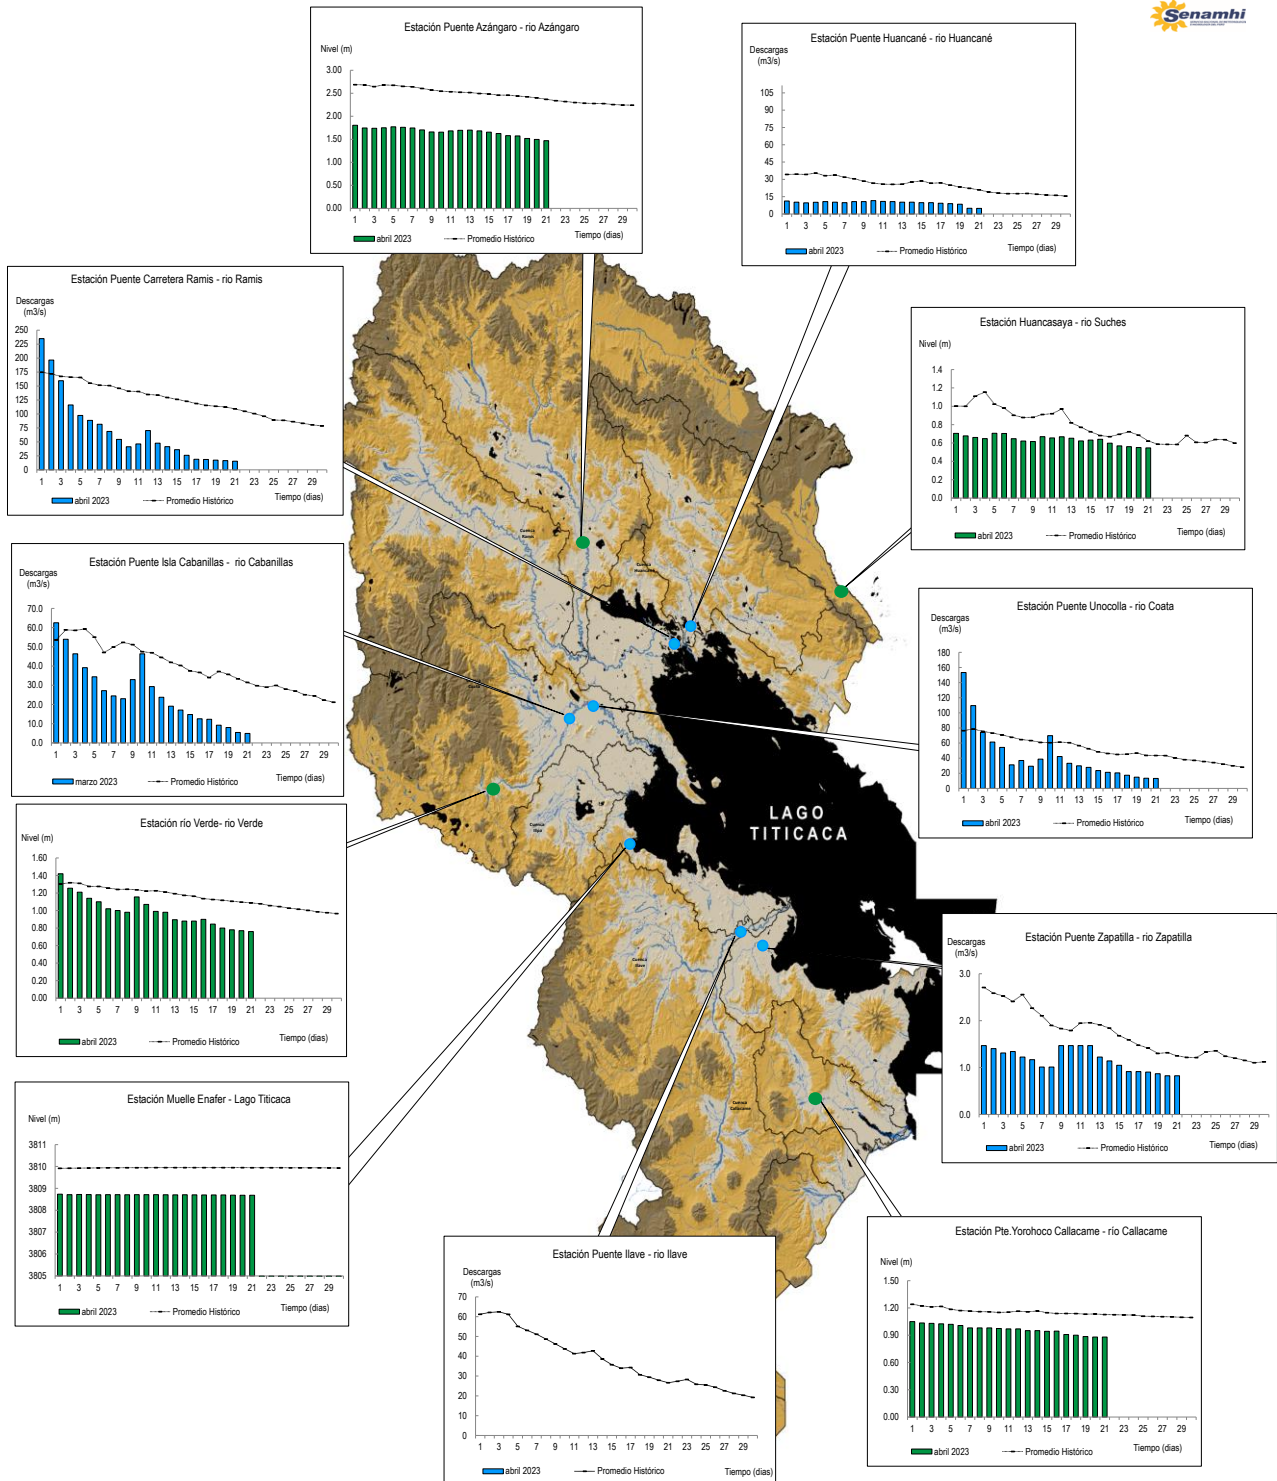 Senamhi
Estación Puente Azángaro - rio Azángaro
Nivel (m)
3.00
2.50
2.00
1.50
1.00
0.50
0.00
1 3 5 7 9 11 13 15 17 19 21 23 25 27 29
Tiempo (dias)
abril 2023 Promedio Histórico
Estación Puente Huancané - rio Huancané
Descargas
(m3/s)
105
90
75
60
45
30
15
0
1 3 5 7 9 11 13 15 17 19 21 23 25 27 29
Tiempo (dias)
abril 2023 Promedio Histórico
Estación Puente Carretera Ramis - rio Ramis
Descargas
(m3/s)
250
225
200
175
150
125
100
75
50
25
0
1 3 5 7 9 11 13 15 17 19 21 23 25 27 29
Tiempo (dias)
abril 2023 Promedio Histórico
Estación Huancasaya - rio Suches
Nivel (m)
1.4
1.2
1.0
0.8
0.6
0.4
0.2
0.0
1 3 5 7 9 11 13 15 17 19 21 23 25 27 29
Tiempo (dias)
abril 2023 Promedio Histórico
Estación Puente Isla Cabanillas - rio Cabanillas
Descargas
(m3/s)
70.0
60.0
50.0
40.0
30.0
20.0
10.0
0.0
1 3 5 7 9 11 13 15 17 19 21 23 25 27 29
Tiempo (dias)
marzo 2023 Promedio Histórico
Estación Puente Unocolla - rio Coata
Descargas
(m3/s)
180
160
140
120
100
80
60
40
20
0
1 3 5 7 9 11 13 15 17 19 21 23 25 27 29
Tiempo (dias)
abril 2023 Promedio Histórico
Estación rio Verde- rio Verde
Nivel (m)
1.60
1.40
1.20
1.00
0.80
0.60
0.40
0.20
0.00
1 3 5 7 9 11 13 15 17 19 21 23 25 27 29
Tiempo (dias)
abril 2023 Promedio Histórico
LAGO
TITICACA
Estación Puente Zapatilla - rio Zapatilla
Descargas
(m3/s)
3.0
2.0
1.0
0.0
1 3 5 7 9 11 13 15 17 19 21 23 25 27 29
Tiempo (dias)
abril 2023 Promedio Histórico
Estación Muelle Enafer - Lago Titicaca
Nivel (m)
3811
3810
3809
3808
3807
3806
3805
1 3 5 7 9 11 13 15 17 19 21 23 25 27 29
Tiempo (dias)
abril 2023 Promedio Histórico
Estación Puente Ilave - rio Ilave
Descargas
(m3/s)
70
60
50
40
30
20
10
0
1 3 5 7 9 11 13 15 17 19 21 23 25 27 29
abril 2023 Promedio Histórico Tiempo (dias)
Estación Pte.Yorohoco Callacame - río Callacame
Nivel (m)
1.50
1.20
0.90
0.60
0.30
0.00
1 3 5 7 9 11 13 15 17 19 21 23 25 27 29
Tiempo (dias)
abril 2023 Promedio Histórico